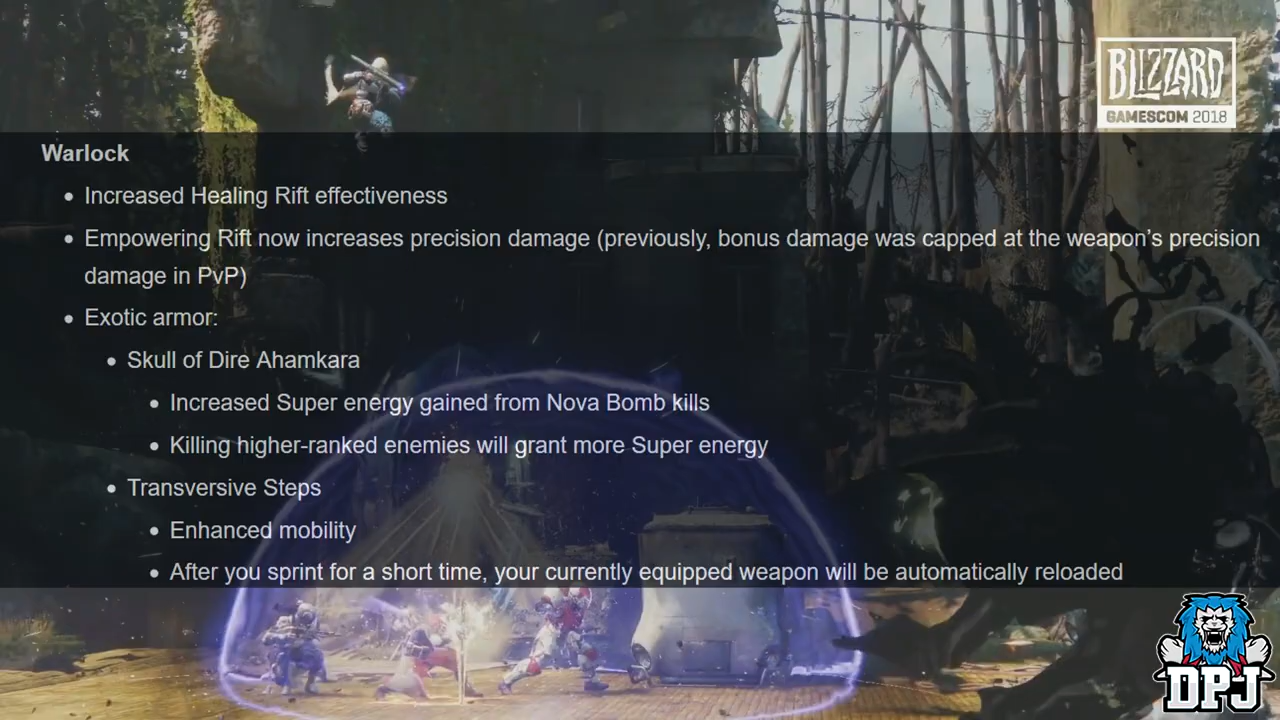 BLIZZARD
GAMESCOM 2018
Warlock
• Increased Healing Rift effectiveness
• Empowering Rift now increases precision damage (previously, bonus damage was capped at the weapon’s precision
damage in PvP)
• Exotic armor:
• Skull of Dire Ahamkara
• Increased Super energy gained from Nova Bomb kills
• Killing higher-ranked enemies will grant more Super energy
• Transversive Steps
• Enhanced mobility
• After you sprint for a short time, your currently equipped weapon will be automatically reloaded
DPJ